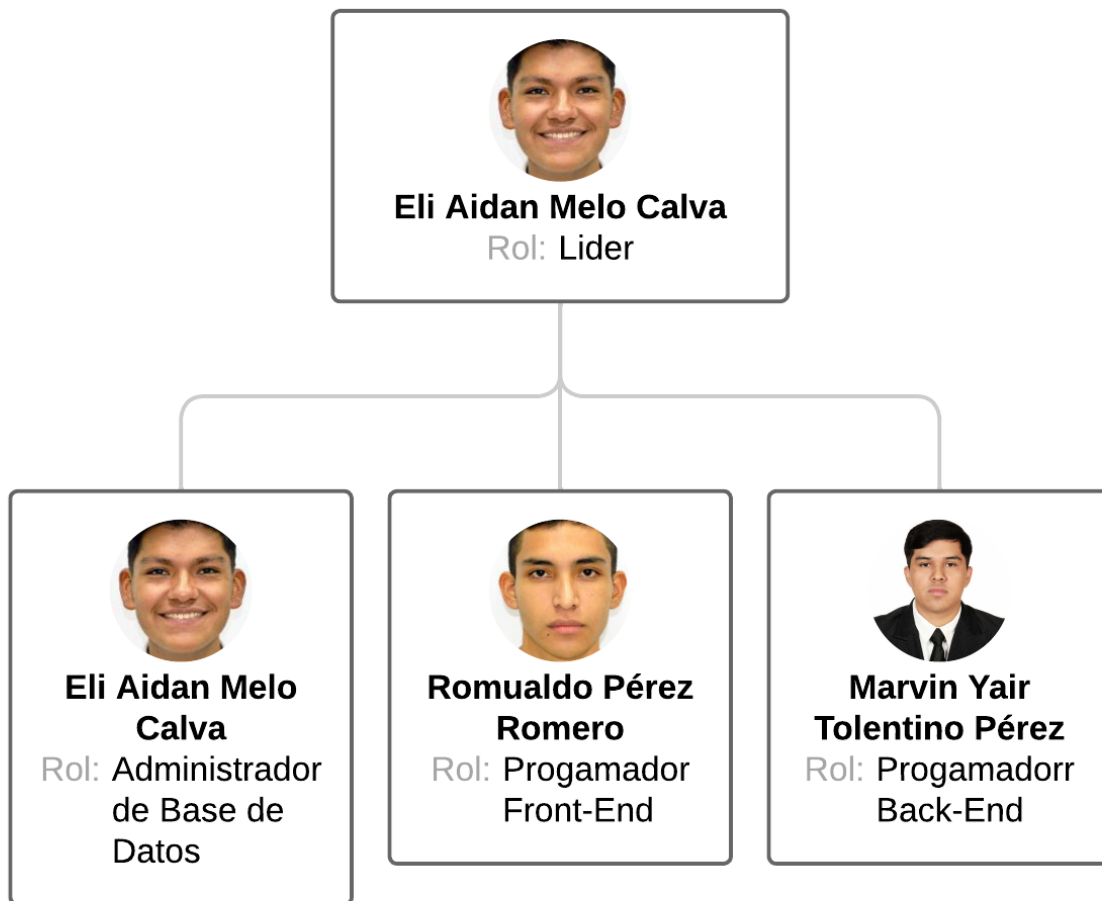 Eli Aidan Melo Calva
Rol: Lider
Eli Aidan Melo
Calva
Rol: Administrador
de Base de
Datos
Romualdo Pérez
Romero
Rol: Progamador
Front-End
Marvin Yair
Tolentino Pérez
Rol: Progamadorr
Back-End